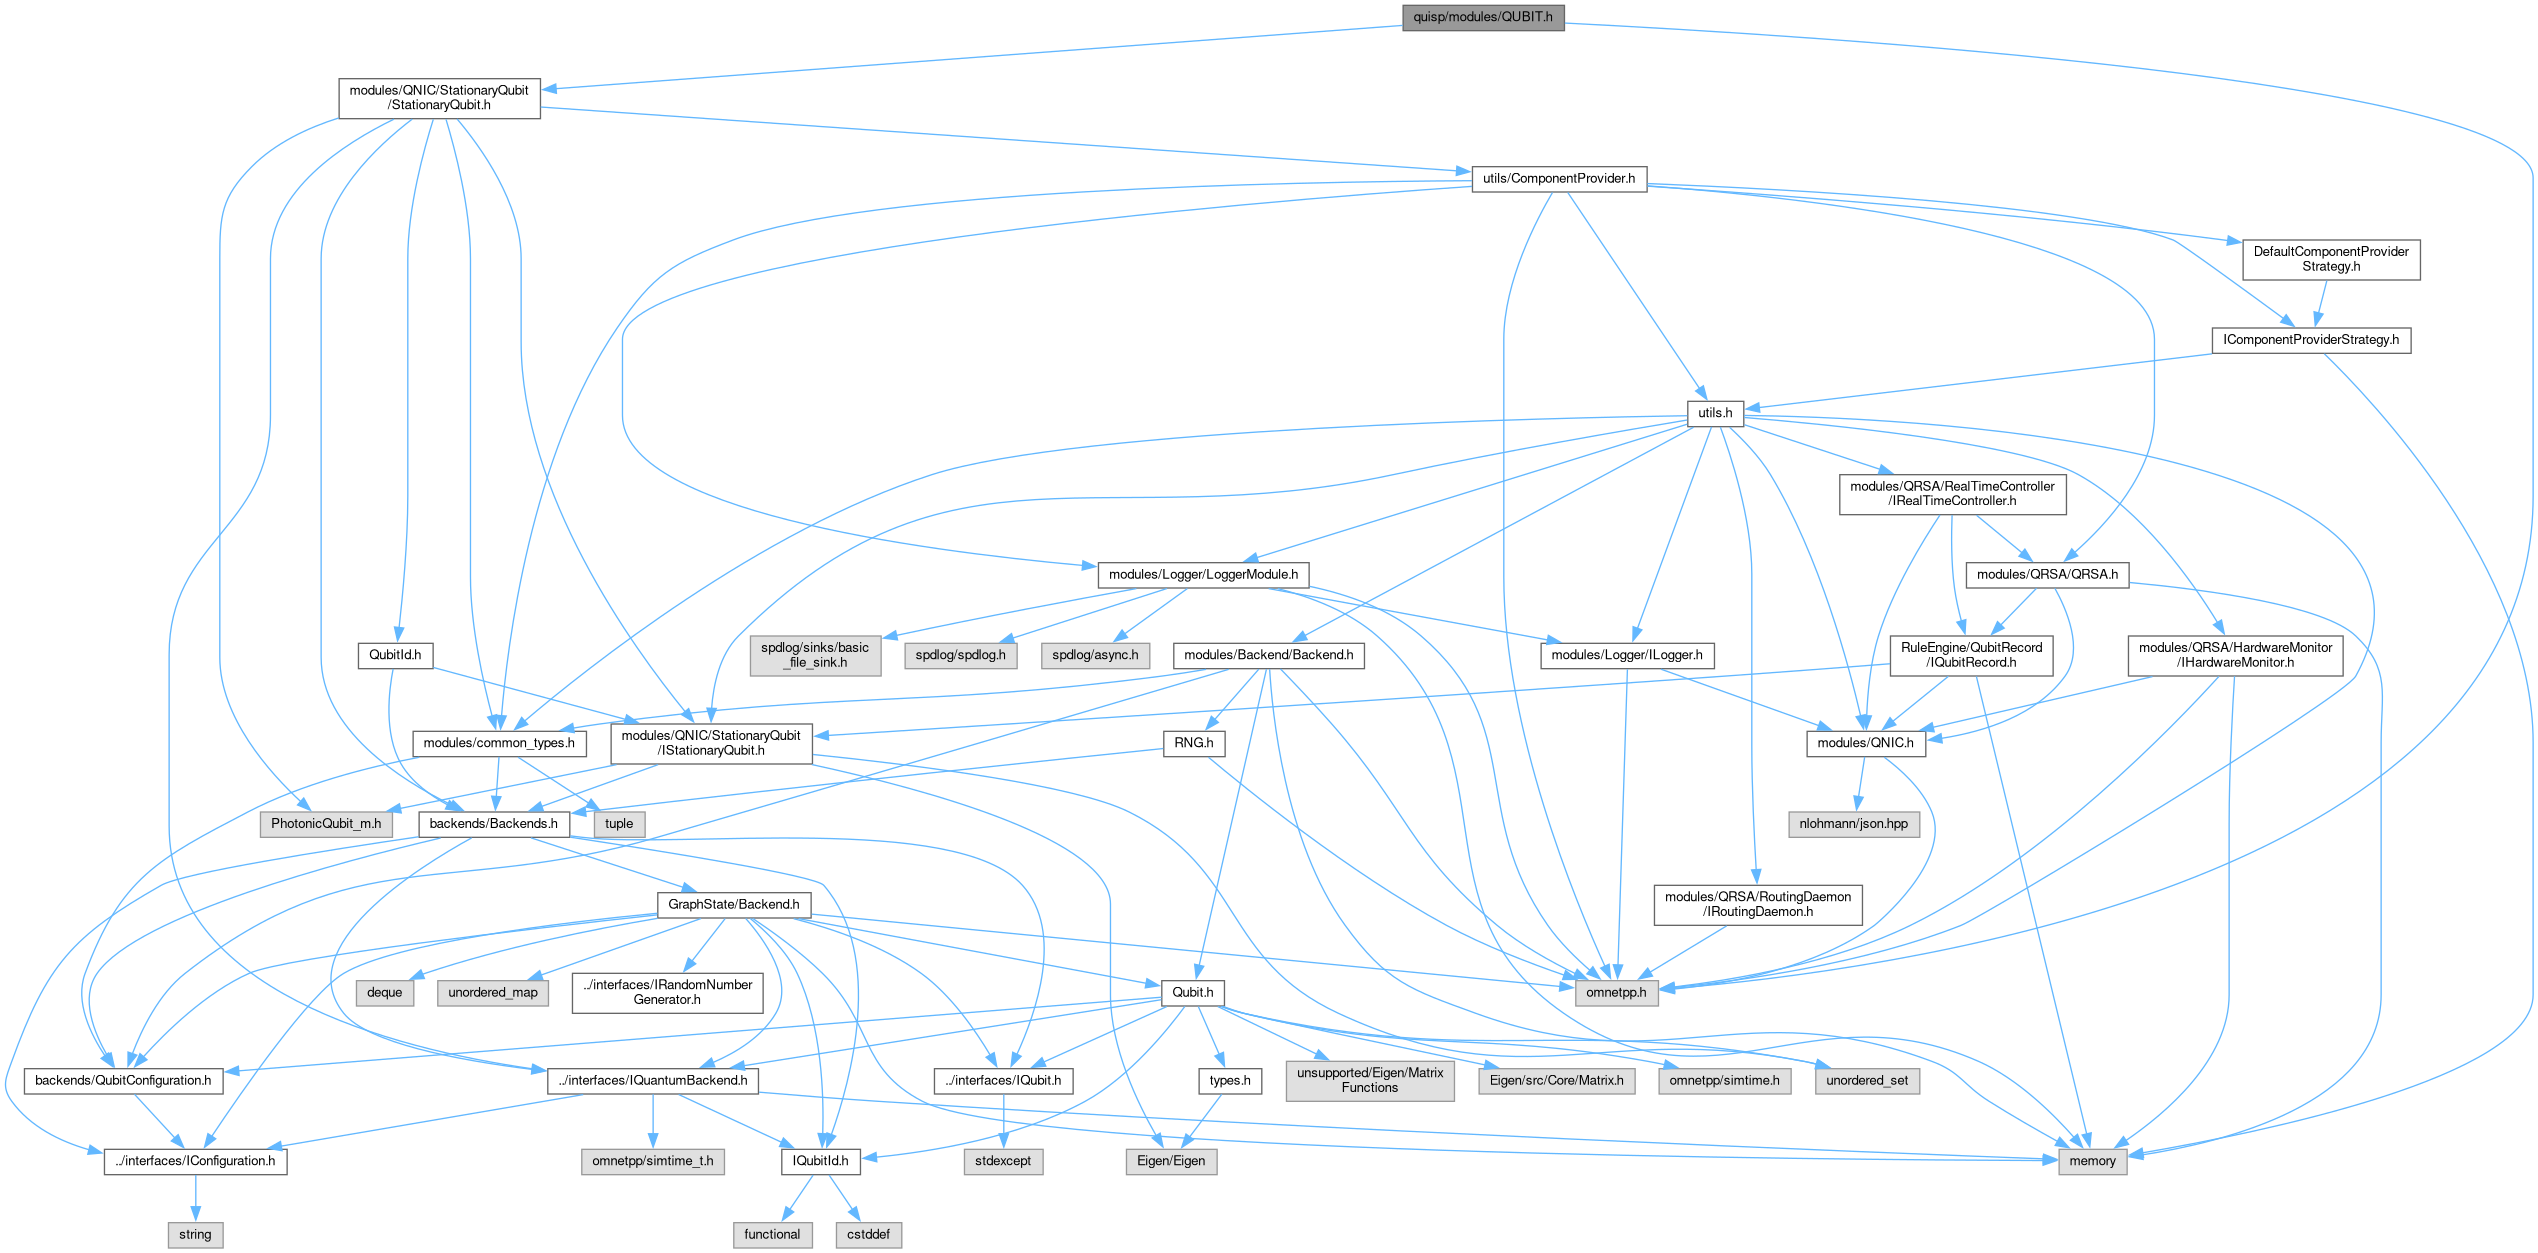 quisp/modules/QUBIT.h
modules/QNIC/StationaryQubit
/StationaryQubit.h
utils/ComponentProvider.h
DefaultComponentProvider
Strategy.h
IComponentProviderStrategy.h
utils.h
modules/QRSA/RealTimeController
/IRealTimeController.h
modules/Logger/LoggerModule.h
modules/QRSA/QRSA.h
QubitId.h
spdlog/sinks/basic
_file_sink.h
spdlog/spdlog.h
spdlog/async.h
modules/Backend/Backend.h
modules/Logger/ILogger.h
RuleEngine/QubitRecord
/IQubitRecord.h
modules/QRSA/HardwareMonitor
/IHardwareMonitor.h
modules/common_types.h
modules/QNIC/StationaryQubit
/IStationaryQubit.h
RNG.h
modules/QNIC.h
PhotonicQubit_m.h
backends/Backends.h
tuple
nlohmann/json.hpp
GraphState/Backend.h
modules/QRSA/RoutingDaemon
/IRoutingDaemon.h
deque
unordered_map
../interfaces/IRandomNumber
Generator.h
Qubit.h
omnetpp.h
backends/QubitConfiguration.h
../interfaces/IQuantumBackend.h
../interfaces/IQubit.h
types.h
unsupported/Eigen/Matrix
Functions
Eigen/src/Core/Matrix.h
omnetpp/simtime.h
unordered_set
../interfaces/IConfiguration.h
omnetpp/simtime_t.h
IQubitId.h
stdexcept
Eigen/Eigen
memory
string
functional
cstddef